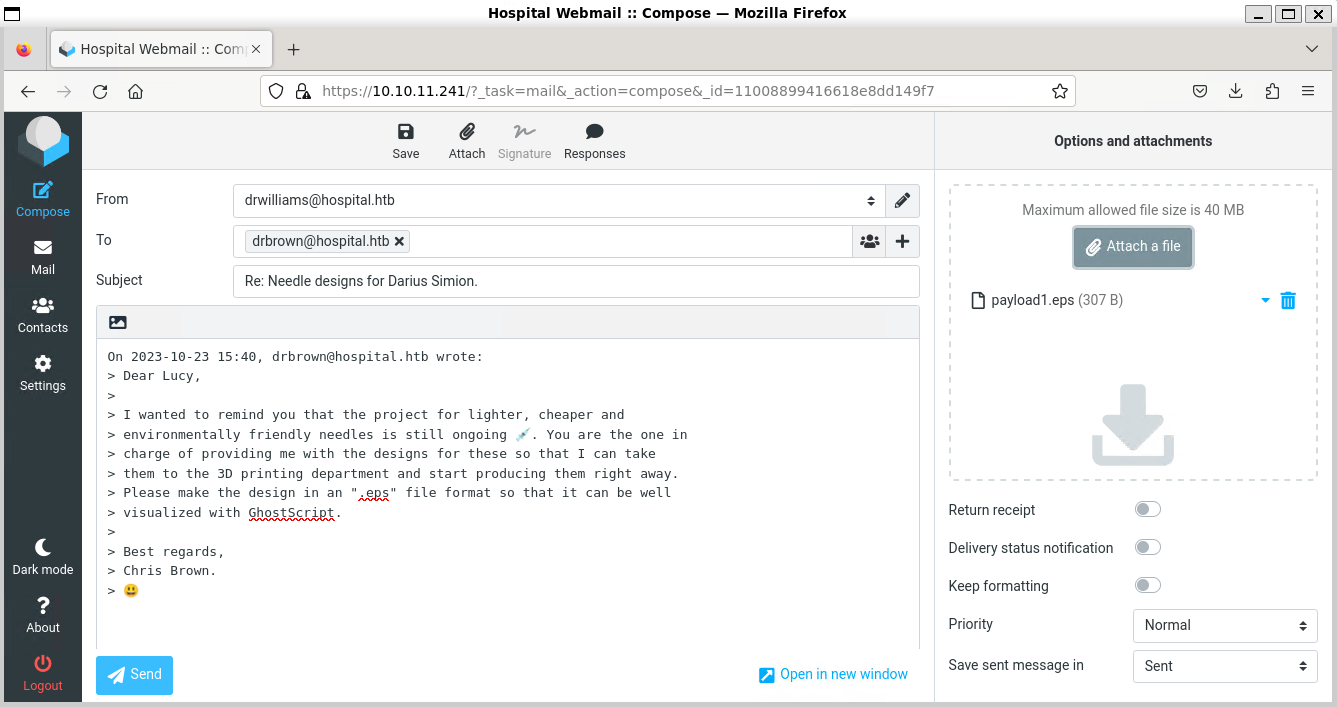 Hospital Webmail :: Compose — Mozilla Firefox
Hospital Webmail :: Com
https://10.10.11.241/?_task=mail&_action=compose&_id=11008899416618e8dd149f7
Compose
Mail
Contacts
Settings
Dark mode
? About
Logout
Save
Attach
Signature
Responses
From
drwilliams@hospital.htb
To
drbrown@hospital.htb
Subject
Re: Needle designs for Darius Simion.
On 2023-10-23 15:40, drbrown@hospital.htb wrote:
> Dear Lucy,
>
> I wanted to remind you that the project for lighter, cheaper and
> environmentally friendly needles is still ongoing 💉. You are the one in
> charge of providing me with the designs for these so that I can take
> them to the 3D printing department and start producing them right away.
> Please make the design in an ".eps" file format so that it can be well
> visualized with GhostScript.
>
> Best regards,
> Chris Brown.
> 😃
Send
Open in new window
Options and attachments
Maximum allowed file size is 40 MB
Attach a file
payload1.eps (307 B)
Return receipt
Delivery status notification
Keep formatting
Priority
Normal
Save sent message in
Sent